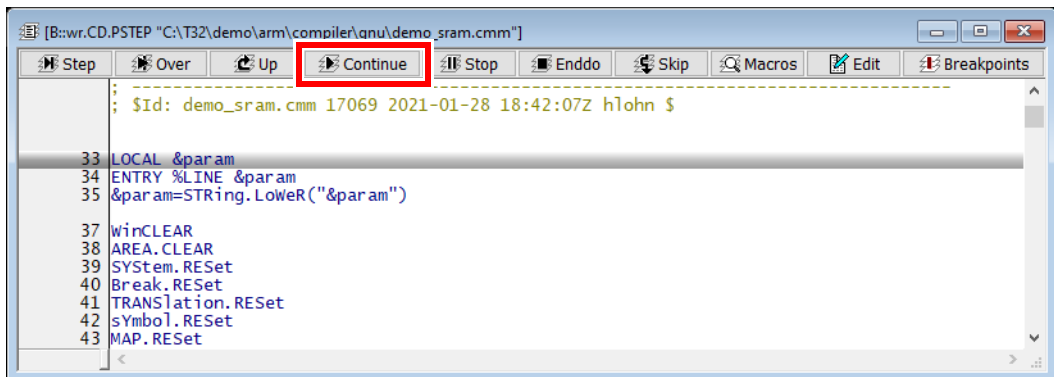 [B::wr.CD.PSTEP "C:\T32\demo\arm\compiler\gnu\demo_sram.cmm"]
Step Over Up Continue Stop Enddo Skip Macros Edit Breakpoints
; --------------------------------------------------------------------------------
; $Id: demo_sram.cmm 17069 2021-01-28 18:42:07Z hlohn $
33 LOCAL &param
34 ENTRY %LINE &param
35 &param=STRing.LoWeR("&param")
37 WinCLEAR
38 AREA.CLEAR
39 SYStem.RESet
40 Break.RESet
41 TRANSlation.RESet
42 sYmbol.RESet
43 MAP.RESet